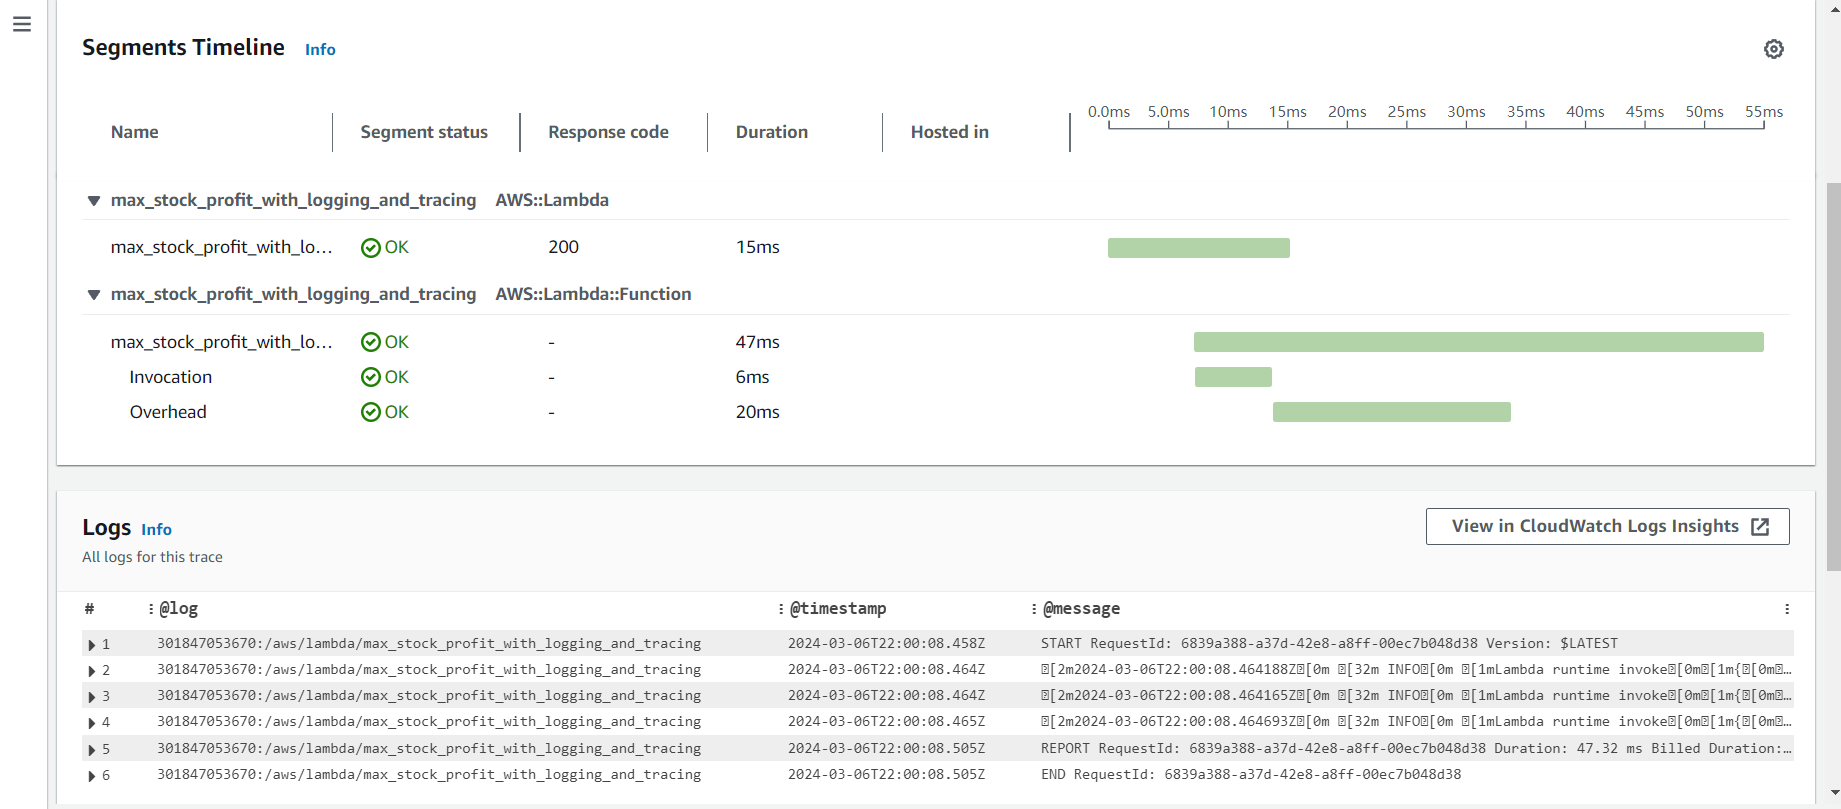 Segments Timeline Info
0.0ms 5.0ms 10ms 15ms 20ms 25ms 30ms 35ms 40ms 45ms 50ms 55ms
Name Segment status Response code Duration Hosted in
max_stock_profit_with_logging_and_tracing AWS::Lambda
max_stock_profit_with_lo... OK 200 15ms
max_stock_profit_with_logging_and_tracing AWS::Lambda::Function
max_stock_profit_with_lo... OK - 47ms
Invocation OK - 6ms
Overhead OK - 20ms
Logs Info
View in CloudWatch Logs Insights
All logs for this trace
# @log @timestamp @message
1 301847053670:/aws/lambda/max_stock_profit_with_logging_and_tracing 2024-03-06T22:00:08.458Z START RequestId: 6839a388-a37d-42e8-a8ff-00ec7b048d38 Version: $LATEST
2 301847053670:/aws/lambda/max_stock_profit_with_logging_and_tracing 2024-03-06T22:00:08.464Z [2m2024-03-06T22:00:08.464188Z[0m [32m INFO[0m [1mLambda runtime invoke[0m[1m{[0m...
3 301847053670:/aws/lambda/max_stock_profit_with_logging_and_tracing 2024-03-06T22:00:08.464Z [2m2024-03-06T22:00:08.464165Z[0m [32m INFO[0m [1mLambda runtime invoke[0m[1m{[0m...
4 301847053670:/aws/lambda/max_stock_profit_with_logging_and_tracing 2024-03-06T22:00:08.465Z [2m2024-03-06T22:00:08.464693Z[0m [32m INFO[0m [1mLambda runtime invoke[0m[1m{[0m...
5 301847053670:/aws/lambda/max_stock_profit_with_logging_and_tracing 2024-03-06T22:00:08.505Z REPORT RequestId: 6839a388-a37d-42e8-a8ff-00ec7b048d38 Duration: 47.32 ms Billed Duration:...
6 301847053670:/aws/lambda/max_stock_profit_with_logging_and_tracing 2024-03-06T22:00:08.505Z END RequestId: 6839a388-a37d-42e8-a8ff-00ec7b048d38